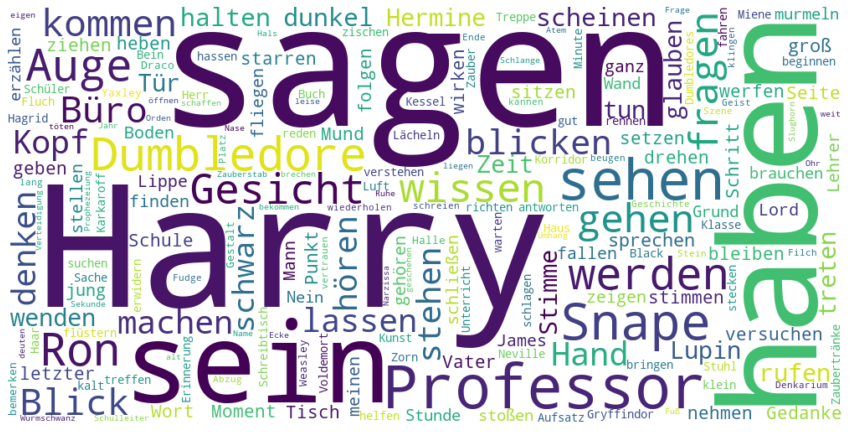 kommen
halten
dunkel
Hermine
scheinen
murmeln
eigen
Hals
Treppe
Frage
Atem
Miene
fahren
klingen
erzählen
ziehen
heben
Bein
Draco
hassen
zischen
Ende
Minute
Dumbledores
Schlange
beginnen
groß
Auge
Tür
starren
folgen
Wirken
Zauber
ganz
Wand
glauben
fragen
sagen
Schüler
Fluch
Yaxley
öffnen
Herr
schaffen
fliegen
Buch
leise
Kessel
sitzen
kannen
rennen
Geist
Szene
werfen
Seite
Hagrid
töten
Jahr
Orden
Nase
Büro
Boden
reden
Mund
Lächeln
gut
tun
weit
Slughorn
Kopf
Dumbledore
Platz
blicken
setzen
drehen
Schritt
Lehrer
geben
Zauberstab
brechen
verstehen
liegen
Zeit
Korridor
beugen
sehen
Ohr
brauchen
lang
Verteidigung
Prophezeiung
stellen
Karkaroff
Lippe
finden
Gesicht
Luft
Ruhe
wissen
richten
antworten
haben
denken
Harry
bekommen
wiederholen
schreien
gehen
Geschichte
Grund
Klasse
Lord
suchen
Sache
Schule
Gestalt
schwarz
Mann
Punkt
vertrauen
Halle
geschehen
hören
gehören
warten
stehen
Haus
Umhang
sprechen
fallen
Black
Stein
bleiben
Filch
treten
Zaubertränke
jung
Sekunde
erwidern
Fudge
Nein
Narzissa
schließen
Unterricht
schlagen
Stimme
werden
zeigen
stimmen
stecken
wenden
machen
lassen
Snape
versuchen
Haar
flüstern
Name
Ecke
Schreibtisch
Weasley
Voldemort
Kunst
Zorn
James
Neville
Hand
Lupin
bringen
Stuhl
rufen
bemerken
deuten
Ron
letzter
kalt
alt
treffen
Erinnerung
Abzug
sein
Vater
meinen
Professor
klein
Denkarium
Wurmschwanz
Blick
Schulleiter
Wort
Moment
Tisch
helfen
Stunde
stoßen
Aufsatz
Gryffindor
Fuß
nehmen
Gedanke